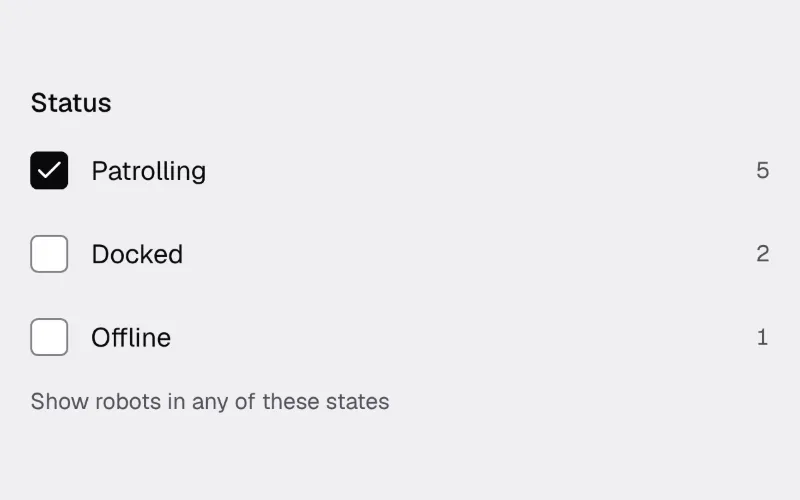 Status
Patrolling 5
Docked 2
Offline 1
Show robots in any of these states